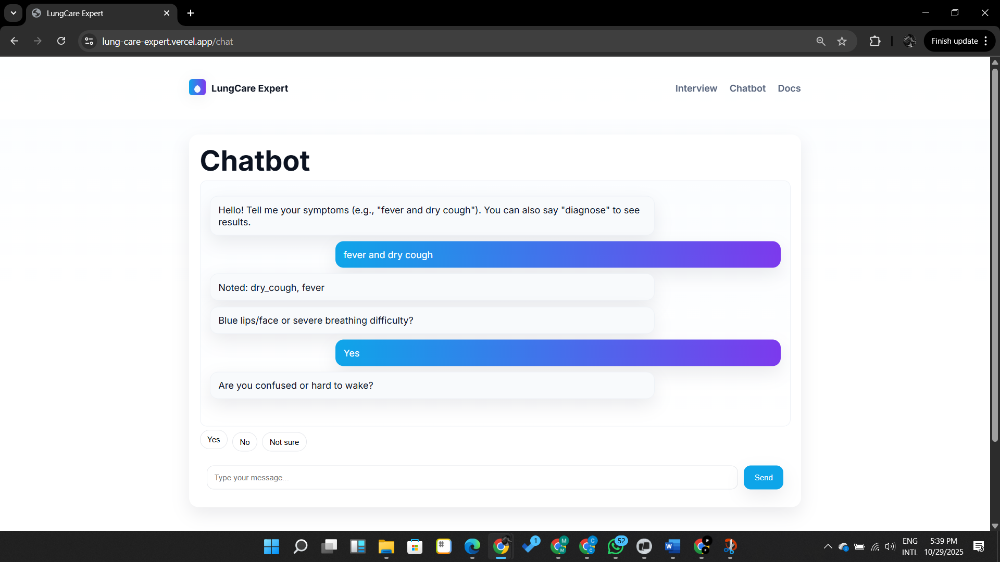 LungCare Expert
lung-care-expert.vercel.app/chat
Finish update
LungCare Expert
Interview Chatbot Docs
Chatbot
Hello! Tell me your symptoms (e.g., "fever and dry cough"). You can also say "diagnose" to see
results.
fever and dry cough
Noted: dry_cough, fever
Blue lips/face or severe breathing difficulty?
Yes
Are you confused or hard to wake?
Yes No Not sure
Type your message...
Send
1
M
M
C
C
52
W
P
P
ENG
INTL
5:39 PM
10/29/2025